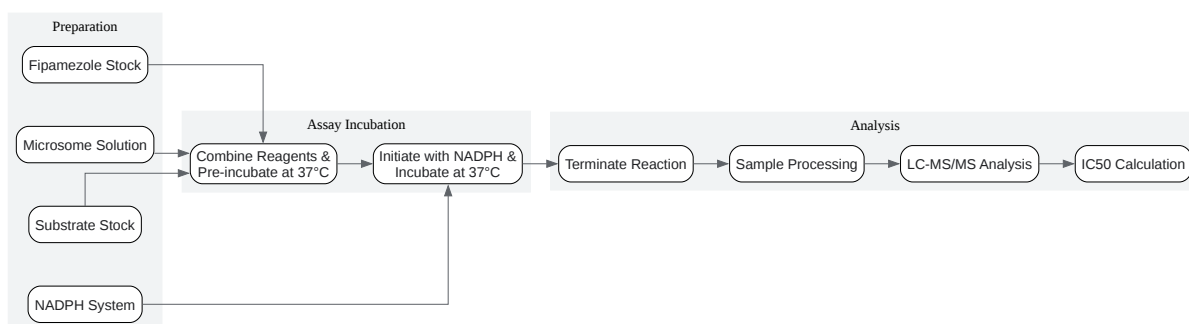 Preparation
Fipamezole Stock
Microsome Solution
Substrate Stock
NADPH System
Assay Incubation
Combine Reagents &
Pre-incubate at 37°C
Initiate with NADPH &
Incubate at 37°C
Analysis
Terminate Reaction
Sample Processing
LC-MS/MS Analysis
IC50 Calculation